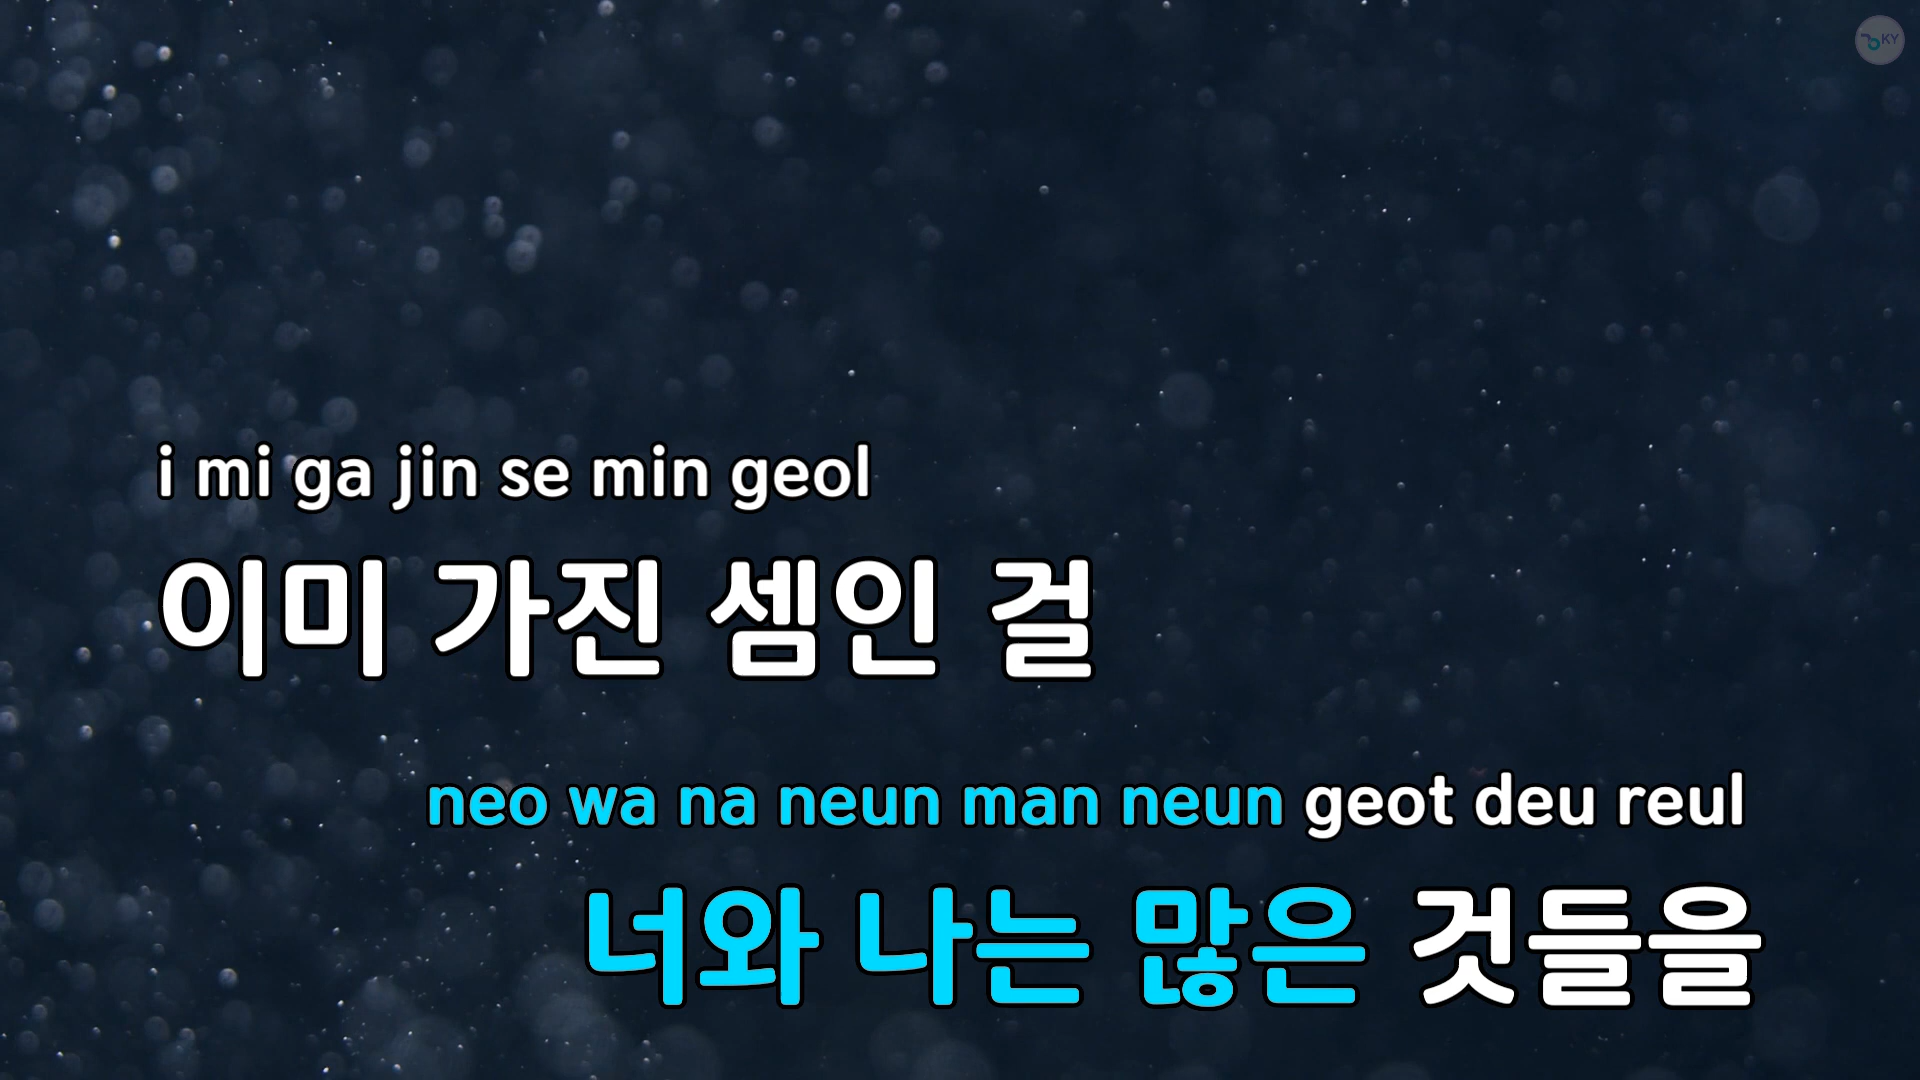 KY
i mi ga jin se min geol
이미 가진 셈인 걸
neo wa na neun man neun geot deu reul
너와 나는 많은 것들을